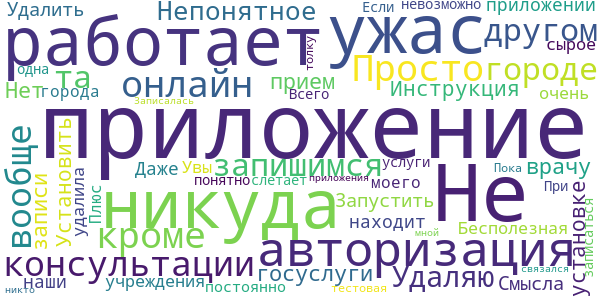 Удалить
Непонятное
Если
невозможно
приложении
работает
ужас
другом
сырое
толку
одна
та
онлайн
прием
Просто
городе
Нет
города
Всего
Инструкция
очень
Записалась
приложение
вообще
записи
Установить
удалила
Плюс
Даже
Увы
запишимся
услуги
врачу
понятно
слетает
приложения
моего
Пока
При
установке
записаться
никуда
Не
Запустить
находит
Бесполезная
кроме
мной
авторизация
консультации
госуслуги
Удаляю
связался
Смысла
наши
учреждения
постоянно
тестовая
никто